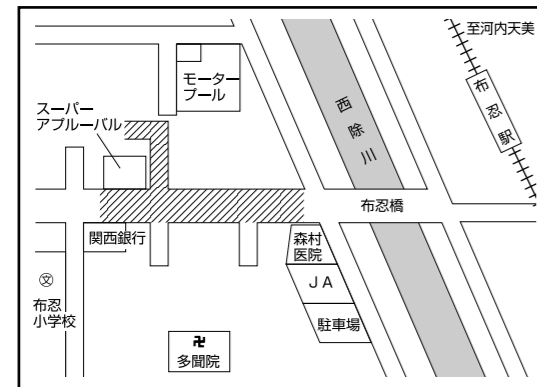 至河内天美
布忍駅
モーター
プール
西除川
スーパー
アプルーバル
布忍橋
関西銀行
森村
医院
JA
駐車場
文
布忍
小学校
卍
多聞院